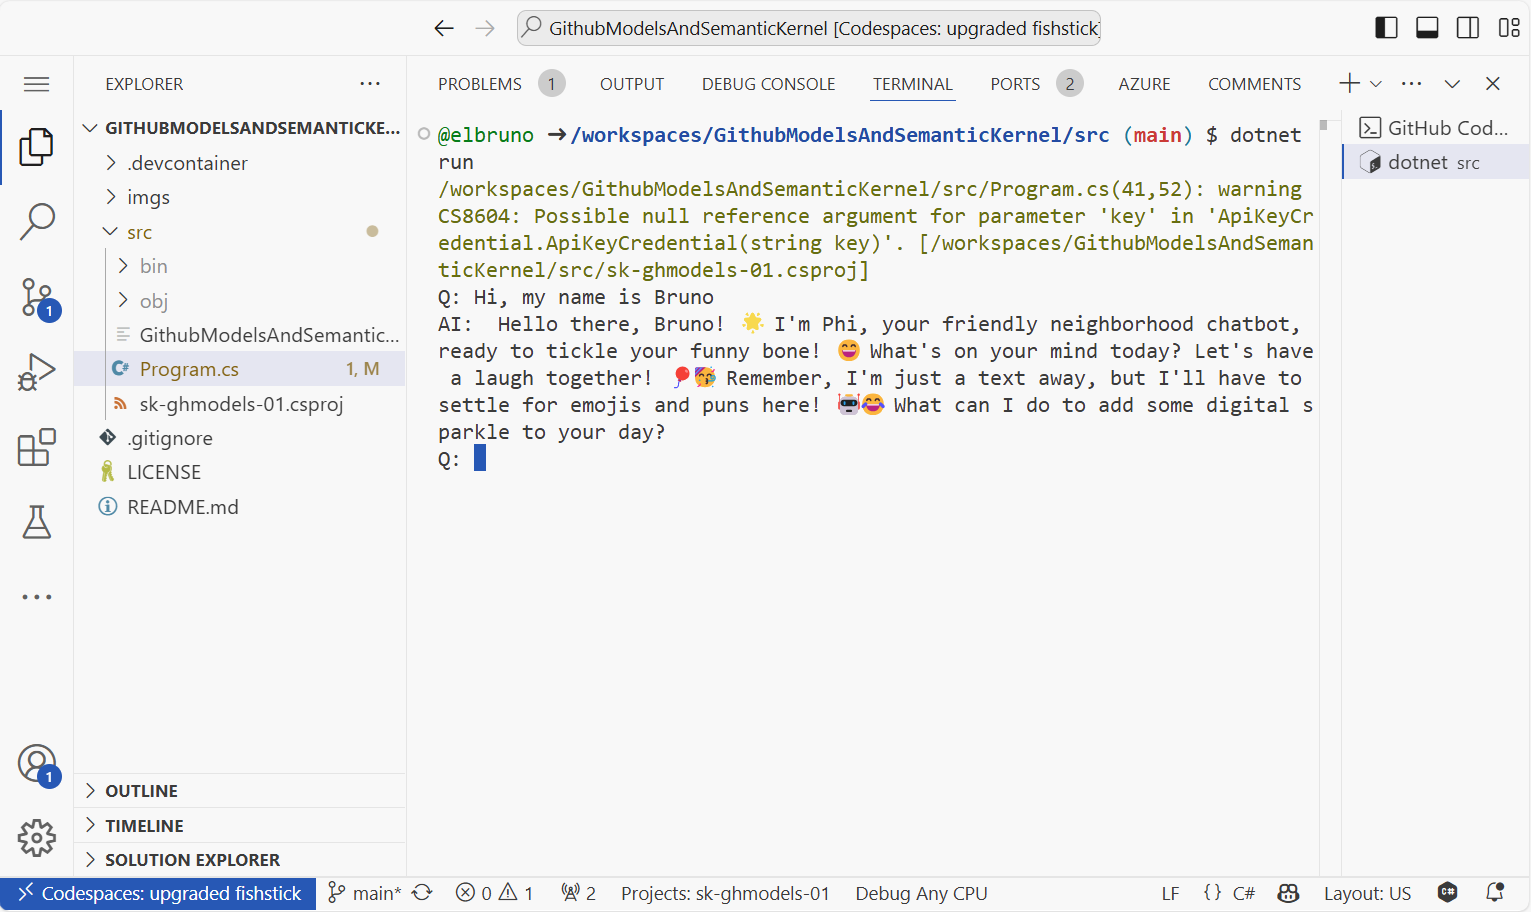 GithubModelsAndSemanticKernel [Codespaces: upgraded fishstick]
EXPLORER
GITHUBMODELSANDSEMANTICKE...
.devcontainer
imgs
src
bin
obj
GithubModelsAndSemantic...
Program.cs 1, M
sk-ghmodels-01.csproj
.gitignore
LICENSE
README.md
OUTLINE
TIMELINE
SOLUTION EXPLORER
1
1
PROBLEMS 1 OUTPUT DEBUG CONSOLE TERMINAL PORTS 2 AZURE COMMENTS
@elbruno ➜/workspaces/GithubModelsAndSemanticKernel/src (main) $ dotnet
run
/workspaces/GithubModelsAndSemanticKernel/src/Program.cs(41,52): warning
CS8604: Possible null reference argument for parameter 'key' in 'ApiKeyCr
edential.ApiKeyCredential(string key)'. [/workspaces/GithubModelsAndSeman
ticKernel/src/sk-ghmodels-01.csproj]
Q: Hi, my name is Bruno
AI:  Hello there, Bruno! 🌟 I'm Phi, your friendly neighborhood chatbot,
ready to tickle your funny bone! 😄 What's on your mind today? Let's have
a laugh together! 🎈🥳 Remember, I'm just a text away, but I'll have to
settle for emojis and puns here! 🤖😂 What can I do to add some digital s
parkle to your day?
Q:
GitHub Cod...
dotnet src
Codespaces: upgraded fishstick main* 0 1 2 Projects: sk-ghmodels-01 Debug Any CPU LF {} C# Layout: US